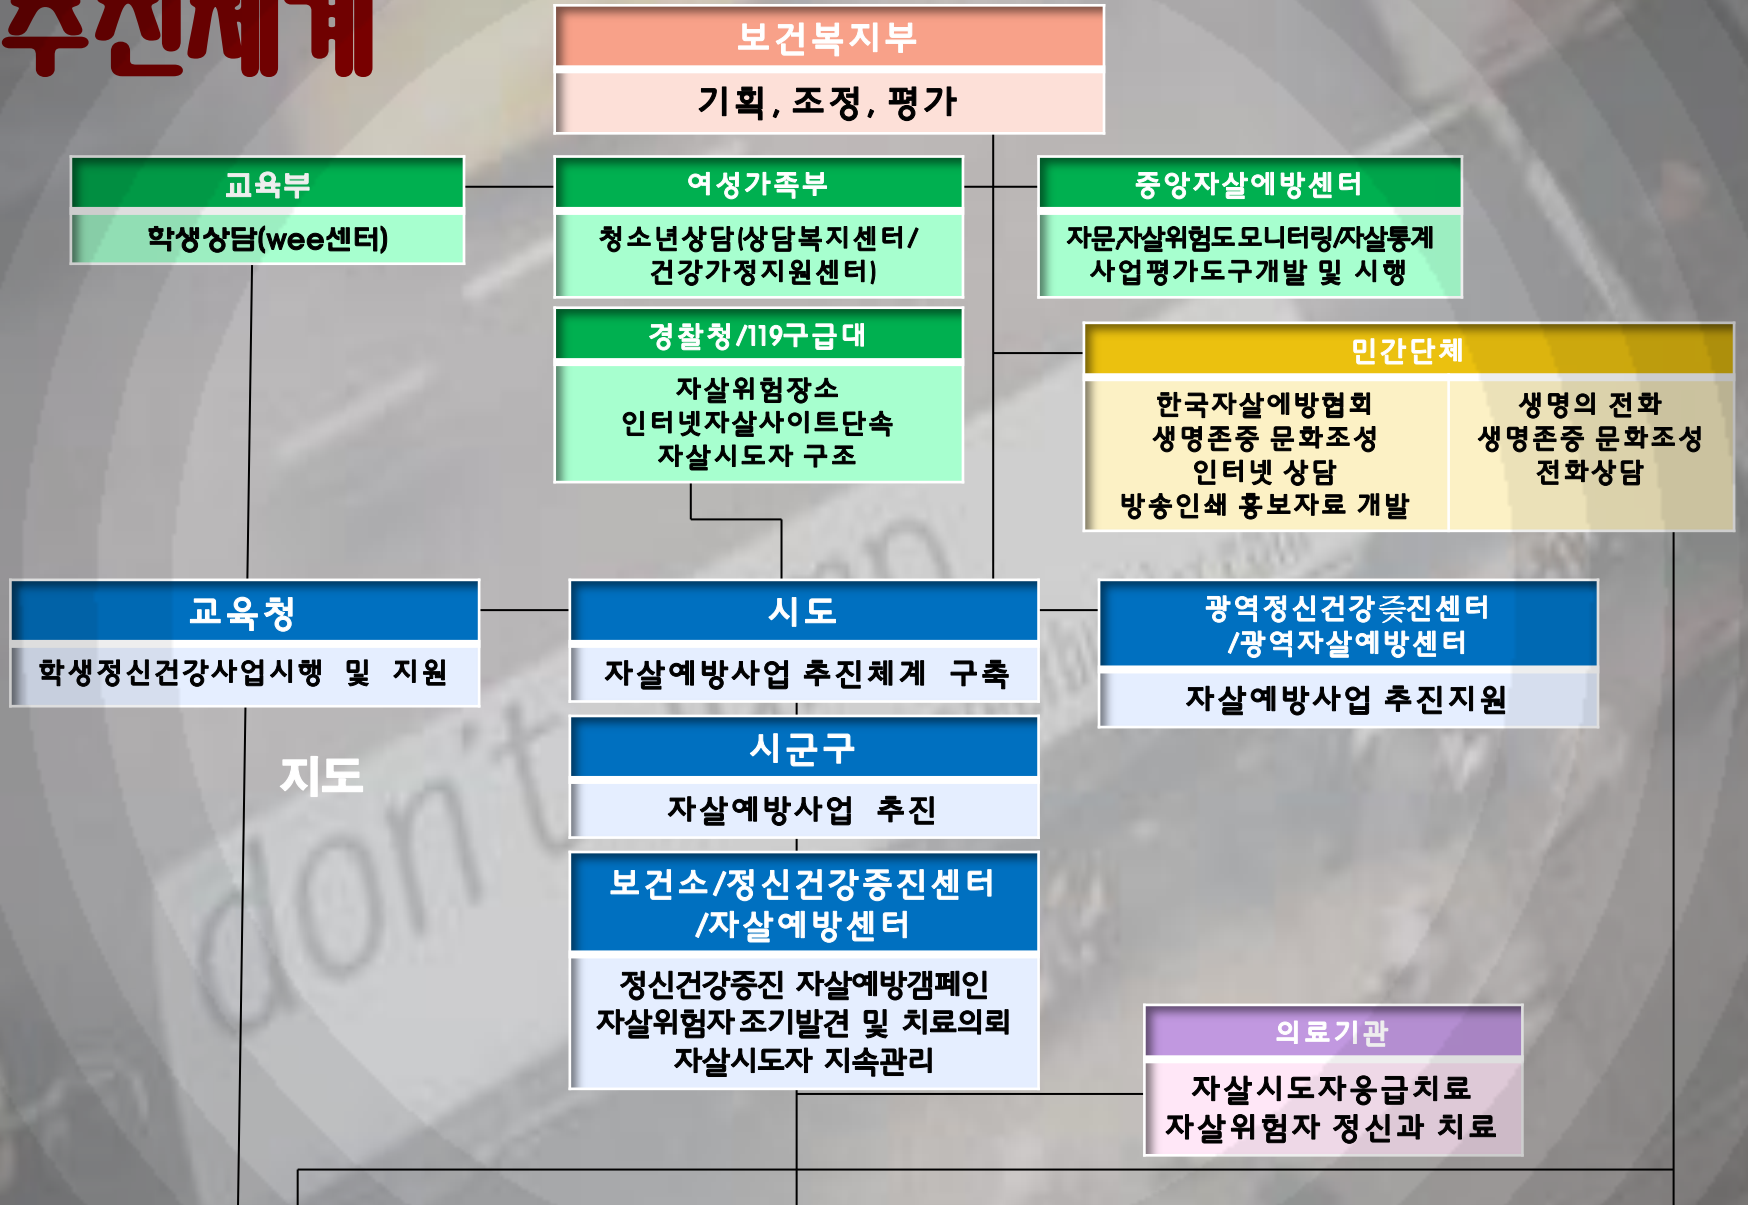 추진체계
보건복지부
기획, 조정, 평가
교육부
학생상담(wee센터)
여성가족부
청소년상담(상담복지센터/
건강가정지원센터)
중앙자살예방센터
자문,자살위험도모니터링/자살통계
사업평가도구개발 및 시행
경찰청/119구급대
자살위험장소
인터넷자살사이트단속
자살시도자 구조
민간단체
한국자살예방협회
생명존중 문화조성
인터넷 상담
방송인쇄 홍보자료 개발
생명의 전화
생명존중 문화조성
전화상담
교육청
학생정신건강사업시행 및 지원
시도
자살예방사업 추진체계 구축
광역정신건강증진센터
/광역자살예방센터
자살예방사업 추진지원
시군구
자살예방사업 추진
지도
보건소/정신건강증진센터
/자살예방센터
정신건강증진 자살예방캠페인
자살위험자 조기발견 및 치료의뢰
자살시도자 지속관리
의료기관
자살시도자응급치료
자살위험자 정신과 치료
don't